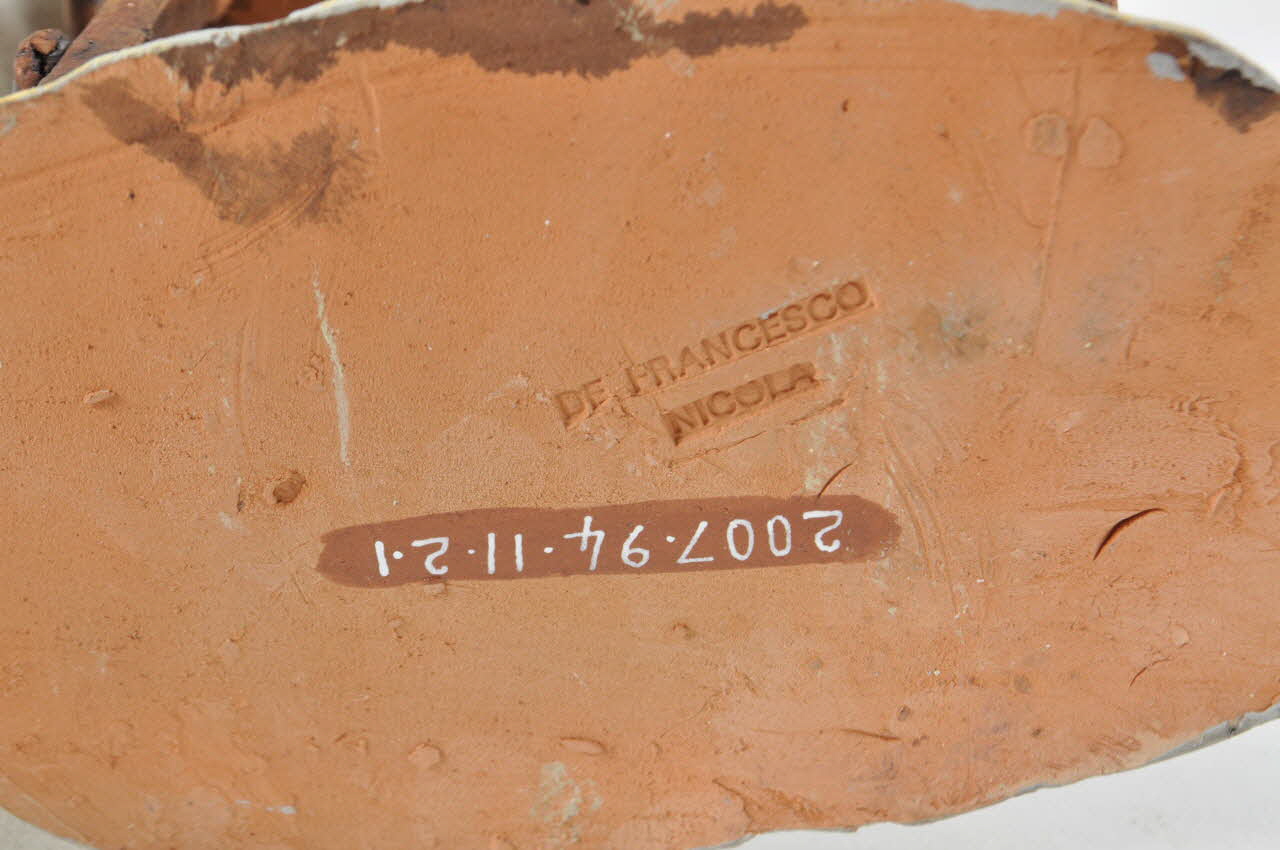 DE FRANCESCO
NICOLA
2007.94.11.2.1